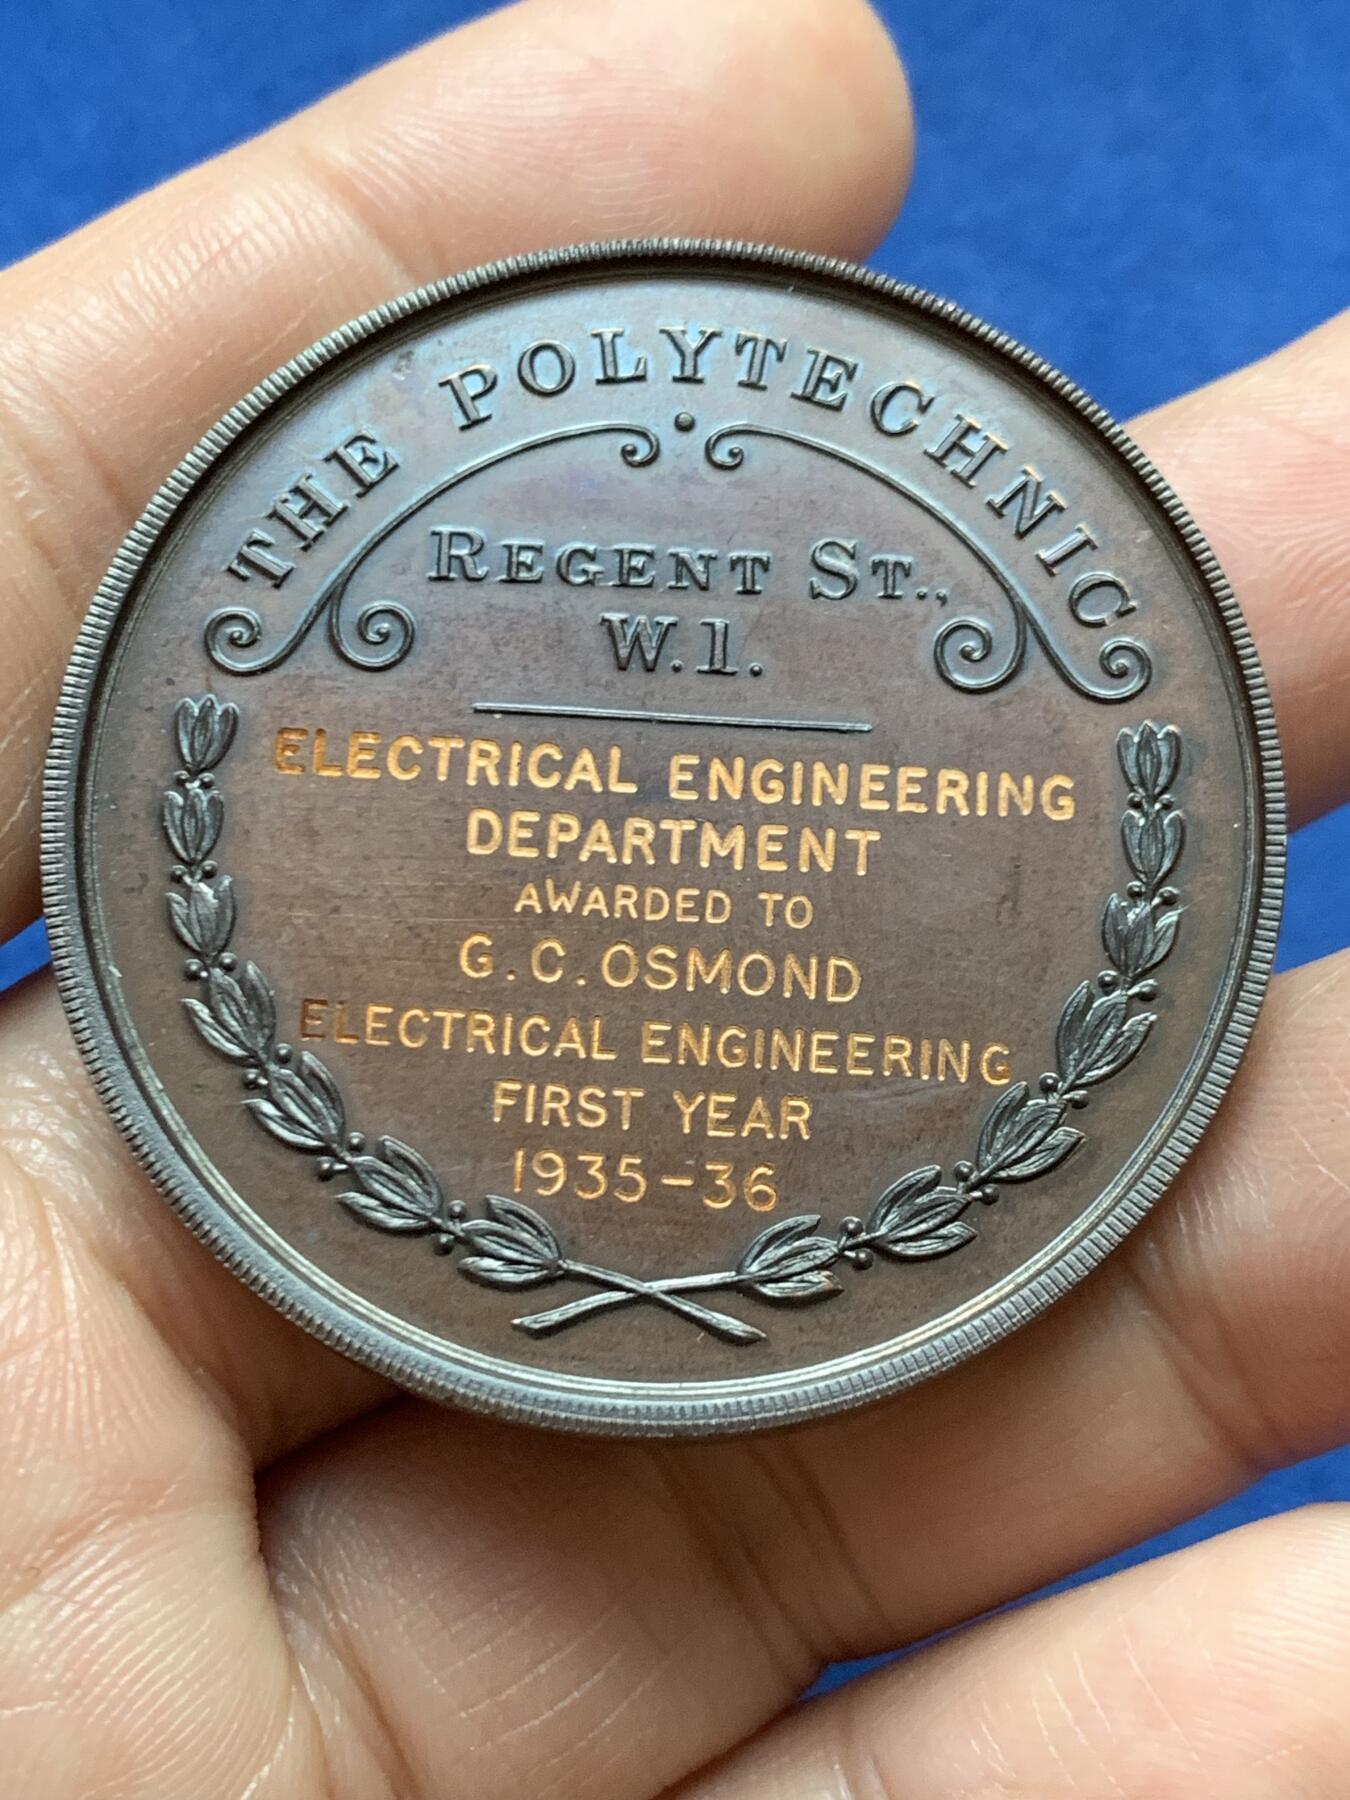 THE POLYTECHNIC
REGENT ST.,
W.1.
ELECTRICAL ENGINEERING
DEPARTMENT
AWARDED TO
G.C.OSMOND
ELECTRICAL ENGINEERING
FIRST YEAR
1935-36